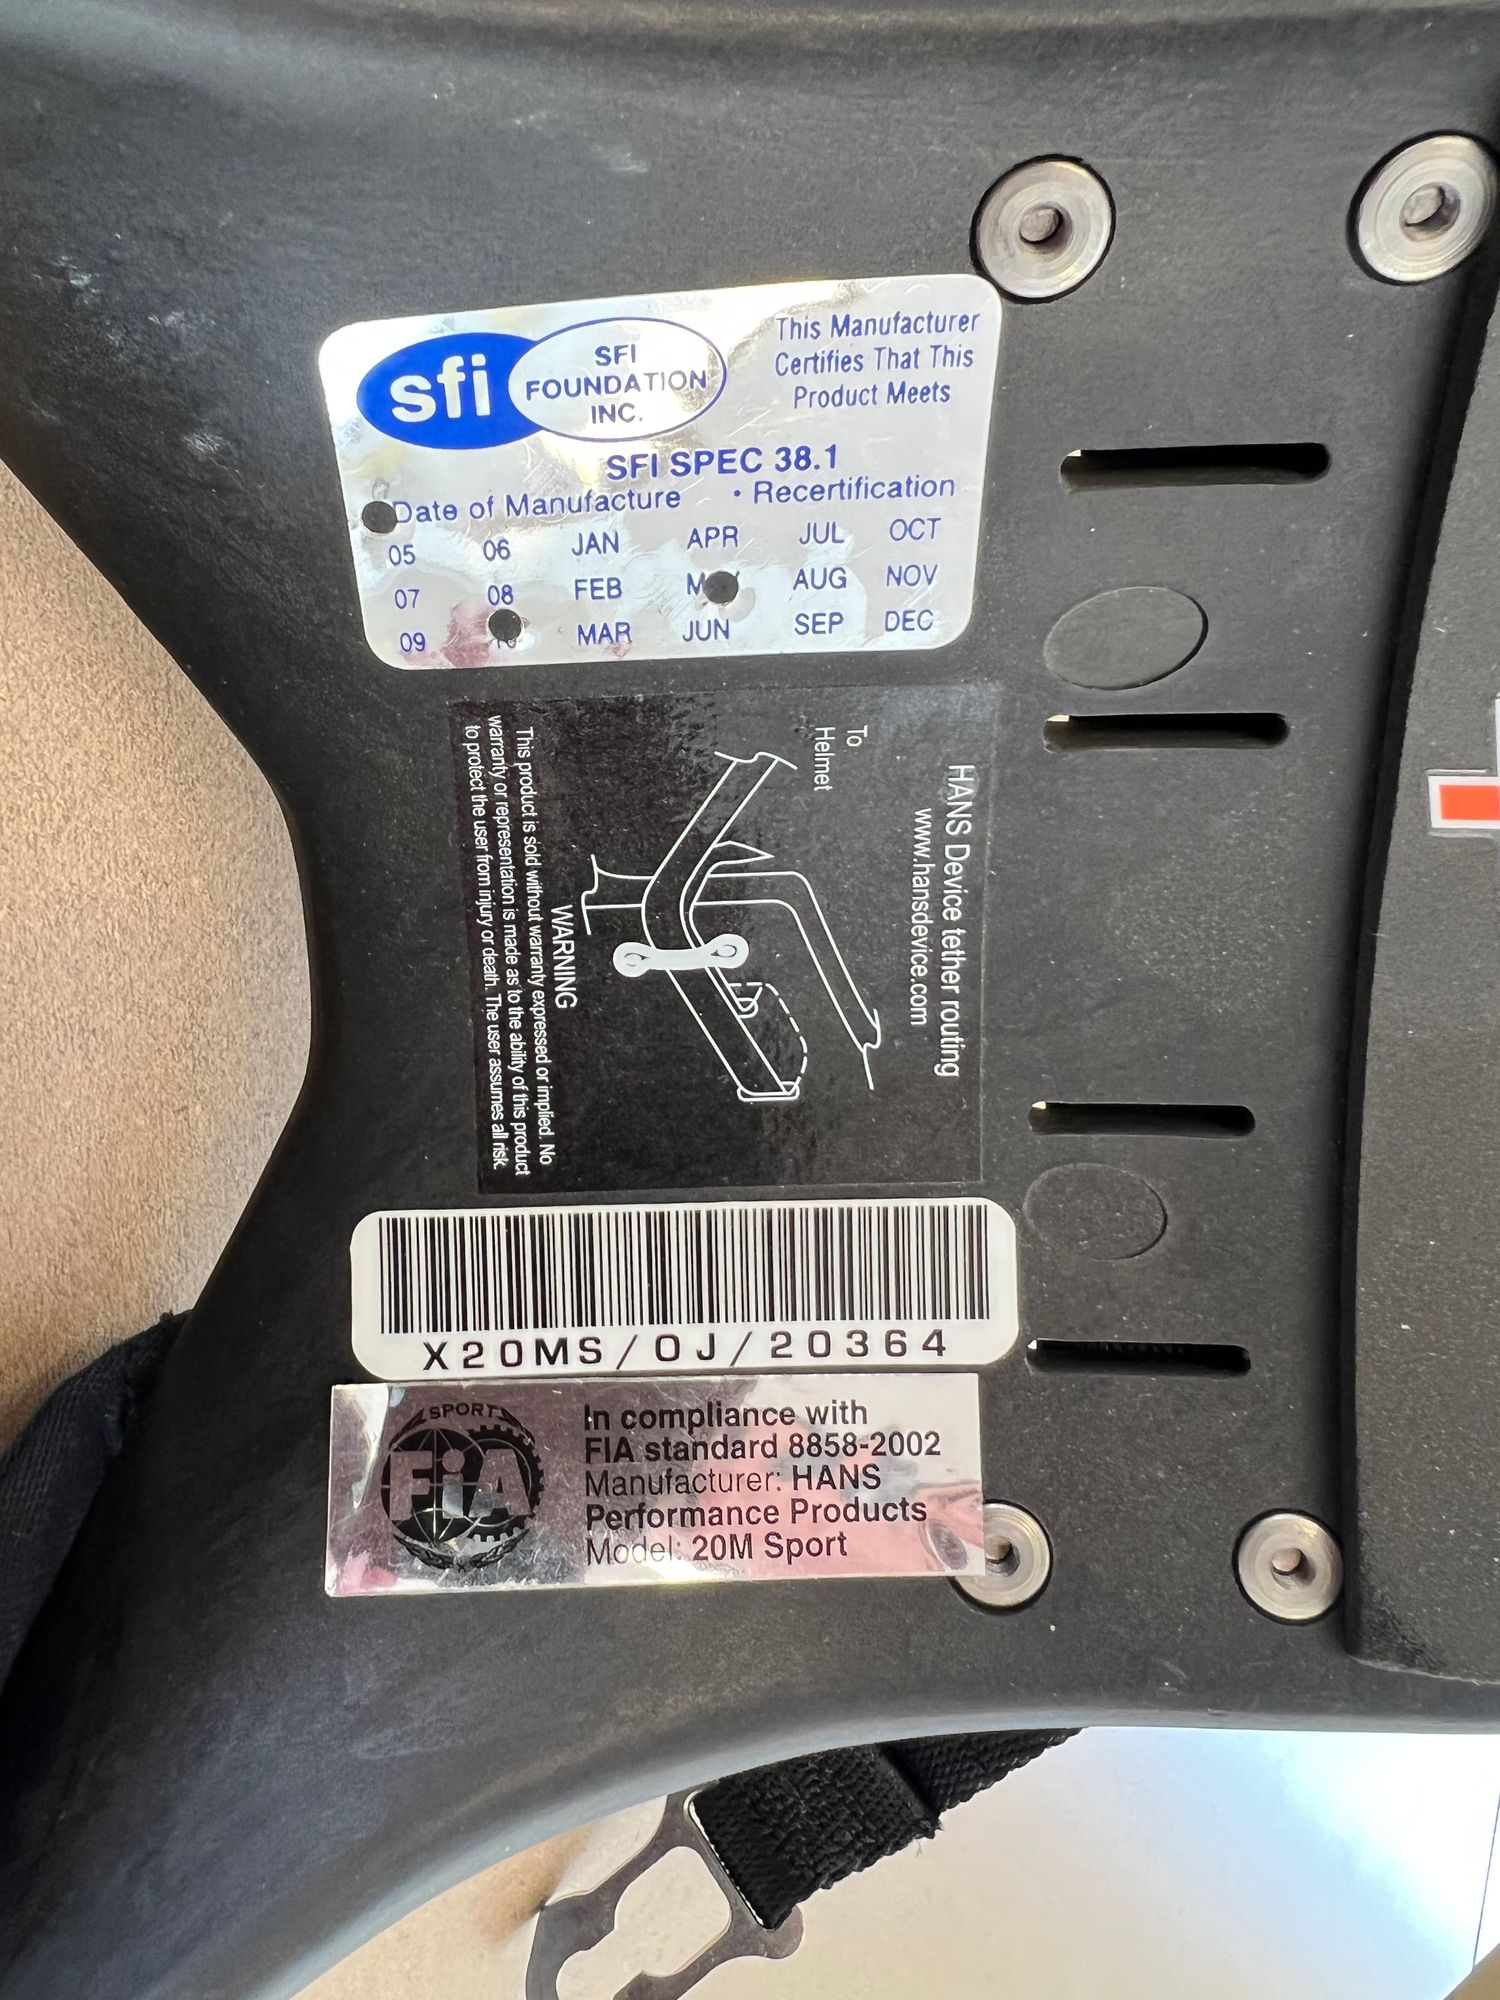 sfi
SFI
FOUNDATION
INC.
This Manufacturer
Certifies That This
Product Meets
SFI SPEC 38.1
Date of Manufacture • Recertification
05 06 JAN APR JUL OCT
07 08 FEB AUG NOV
09 MAR JUN SEP DEC
HANS Device tether routing
www.hansdevice.com
To
Helmet
WARNING
This product is sold without warranty expressed or implied. No
warranty or representation is made as to the ability of this product
to protect the user from injury or death. The user assumes all risk.
X20MS/0J/20364
SPORT
FiA
In compliance with
FIA standard 8858-2002
Manufacturer: HANS
Performance Products
Model: 20M Sport